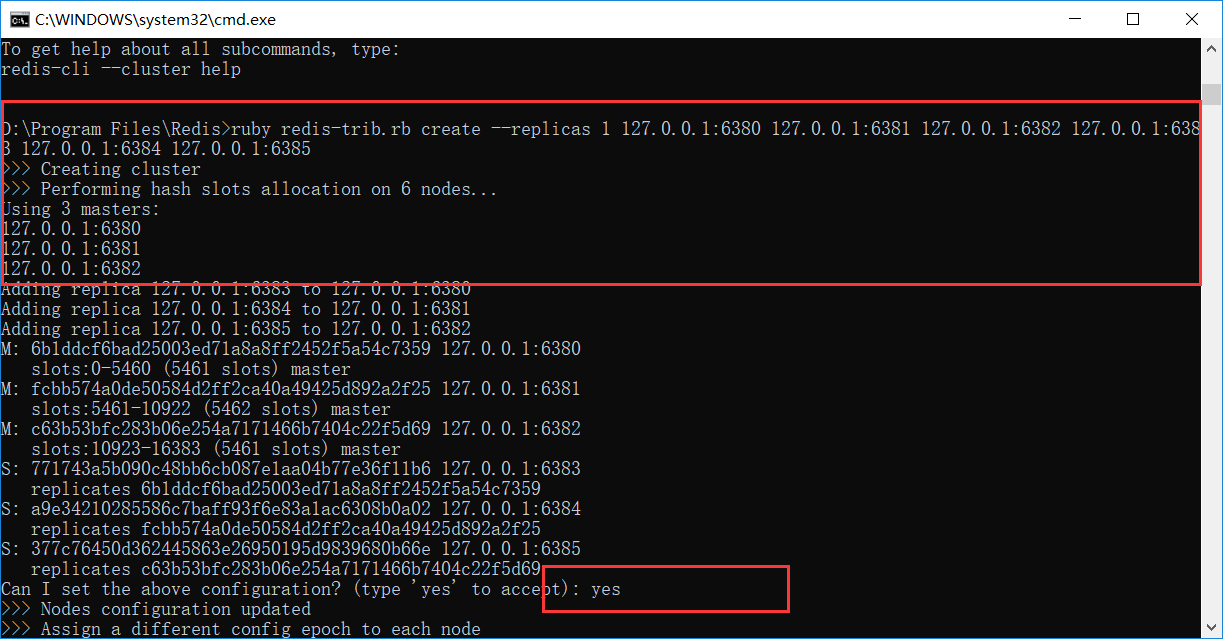 C:\WINDOWS\system32\cmd.exe
To get help about all subcommands, type:
redis-cli --cluster help
D:\Program Files\Redis>ruby redis-trib.rb create --replicas 1 127.0.0.1:6380 127.0.0.1:6381 127.0.0.1:6382 127.0.0.1:638
3 127.0.0.1:6384 127.0.0.1:6385
>>> Creating cluster
>>> Performing hash slots allocation on 6 nodes...
Using 3 masters:
127.0.0.1:6380
127.0.0.1:6381
127.0.0.1:6382
Adding replica 127.0.0.1:6383 to 127.0.0.1:6380
Adding replica 127.0.0.1:6384 to 127.0.0.1:6381
Adding replica 127.0.0.1:6385 to 127.0.0.1:6382
M: 6b1ddcf6bad25003ed71a8a8ff2452f5a54c7359 127.0.0.1:6380
   slots:0-5460 (5461 slots) master
M: fcbb574a0de50584d2ff2ca40a49425d892a2f25 127.0.0.1:6381
   slots:5461-10922 (5462 slots) master
M: c63b53bfc283b06e254a7171466b7404c22f5d69 127.0.0.1:6382
   slots:10923-16383 (5461 slots) master
S: 771743a5b090c48bb6cb087e1aa04b77e36f11b6 127.0.0.1:6383
   replicates 6b1ddcf6bad25003ed71a8a8ff2452f5a54c7359
S: a9e34210285586c7baff93f6e83a1ac6308b0a02 127.0.0.1:6384
   replicates fcbb574a0de50584d2ff2ca40a49425d892a2f25
S: 377c76450d362445863e26950195d9839680b66e 127.0.0.1:6385
   replicates c63b53bfc283b06e254a7171466b7404c22f5d69
Can I set the above configuration? (type 'yes' to accept): yes
>>> Nodes configuration updated
>>> Assign a different config epoch to each node